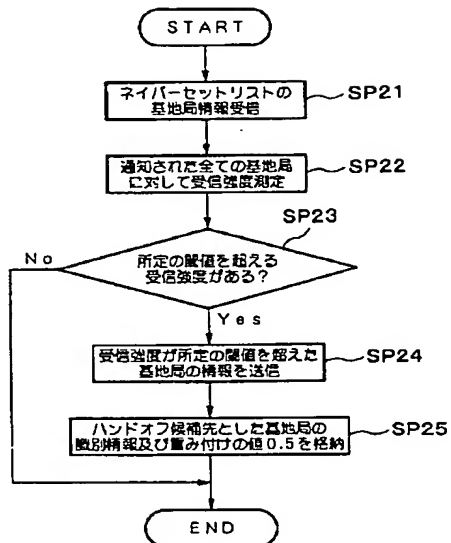 START
ネイバーセットリストの
基地局情報受信
SP21
通知された全ての基地局
に対して受信強度測定
SP22
SP23
所定の閾値を超える
受信強度がある?
No
Yes
受信強度が所定の閾値を超えた
基地局の情報を送信
SP24
ハンドオフ候補先とした基地局の
識別情報及び重み付けの値0.5を格納
SP25
END